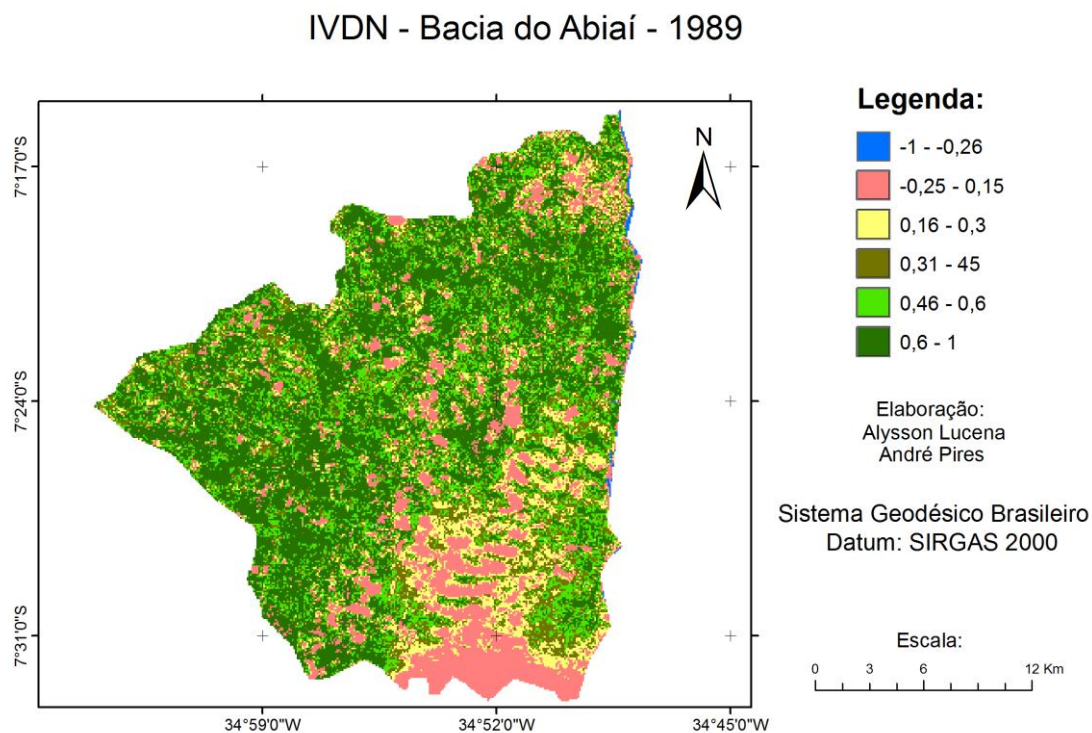 IVDN - Bacia do Abiaí - 1989
7°17'0"S
7°24'0"S
7°31'0"S
34°59'0"W
34°52'0"W
34°45'0"W
N
Legenda:
-1 - -0,26
-0,25 - 0,15
0,16 - 0,3
0,31 - 45
0,46 - 0,6
0,6 - 1
Elaboração:
Alysson Lucena
André Pires
Sistema Geodésico Brasileiro
Datum: SIRGAS 2000
Escala:
0 3 6 12 Km